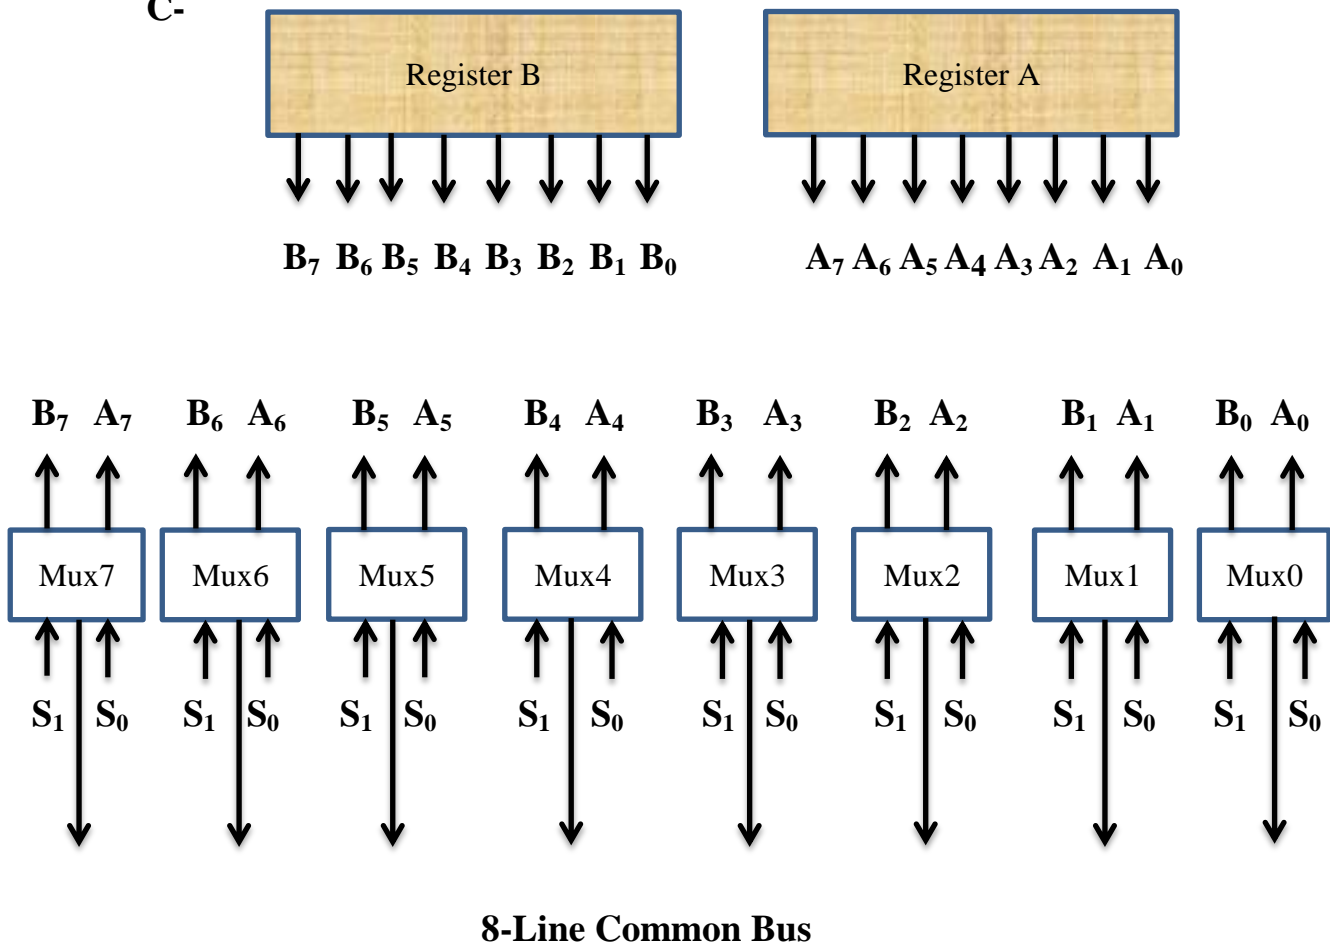 C-
Register B Register A
B₇ B₆ B₅ B₄ B₃ B₂ B₁ B₀ A₇ A₆ A₅ A₄ A₃ A₂ A₁ A₀
B₇ A₇ B₆ A₆ B₅ A₅ B₄ A₄ B₃ A₃ B₂ A₂ B₁ A₁ B₀ A₀
Mux7 Mux6 Mux5 Mux4 Mux3 Mux2 Mux1 Mux0
S₁ S₀ S₁ S₀ S₁ S₀ S₁ S₀ S₁ S₀ S₁ S₀ S₁ S₀ S₁ S₀
8-Line Common Bus